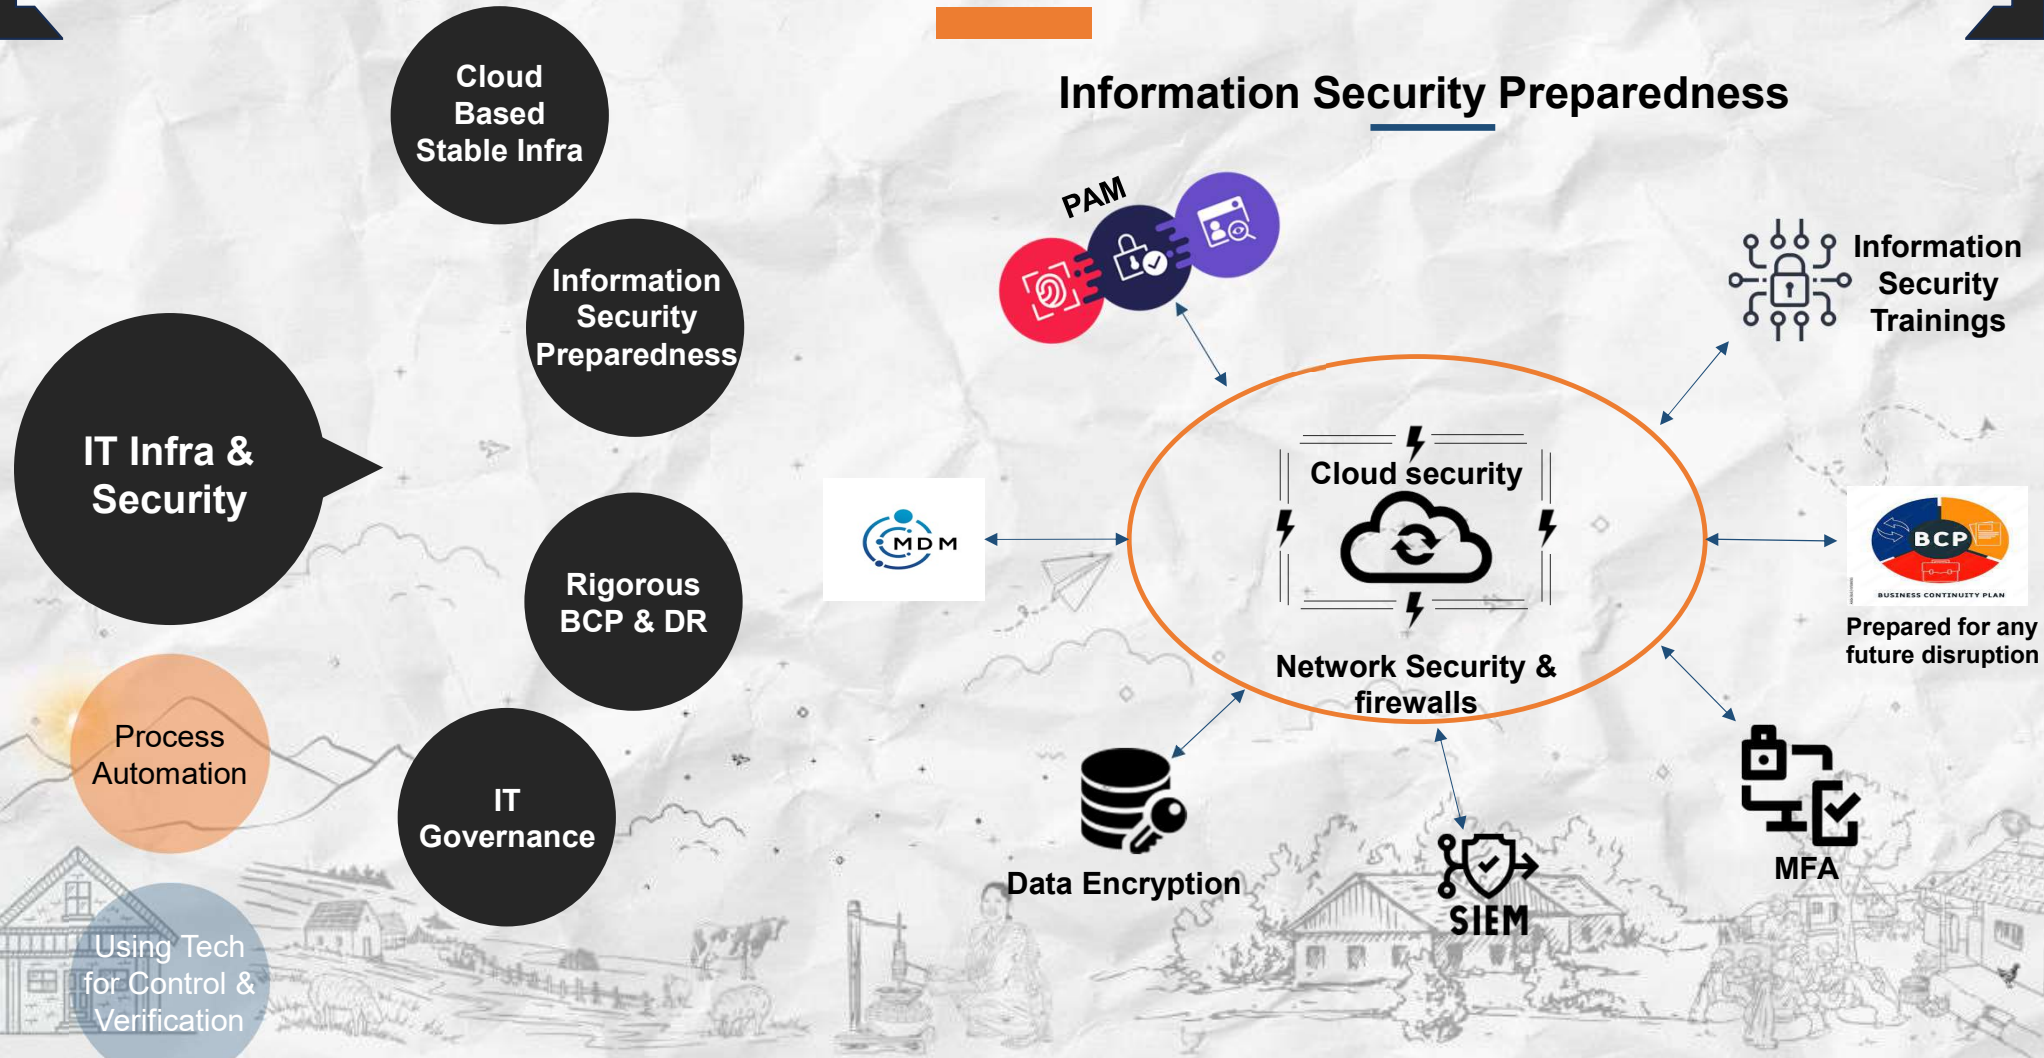 Cloud
Based
Stable Infra
Information
Security
Preparedness
IT Infra &
Security
Rigorous
BCP & DR
Process
Automation
IT
Governance
Using Tech
for Control &
Verification
Information Security Preparedness
PAM
Information
Security
Trainings
Cloud security
MDM
BCP
BUSINESS CONTINUITY PLAN
Prepared for any
future disruption
Network Security &
firewalls
Data Encryption
SIEM
MFA